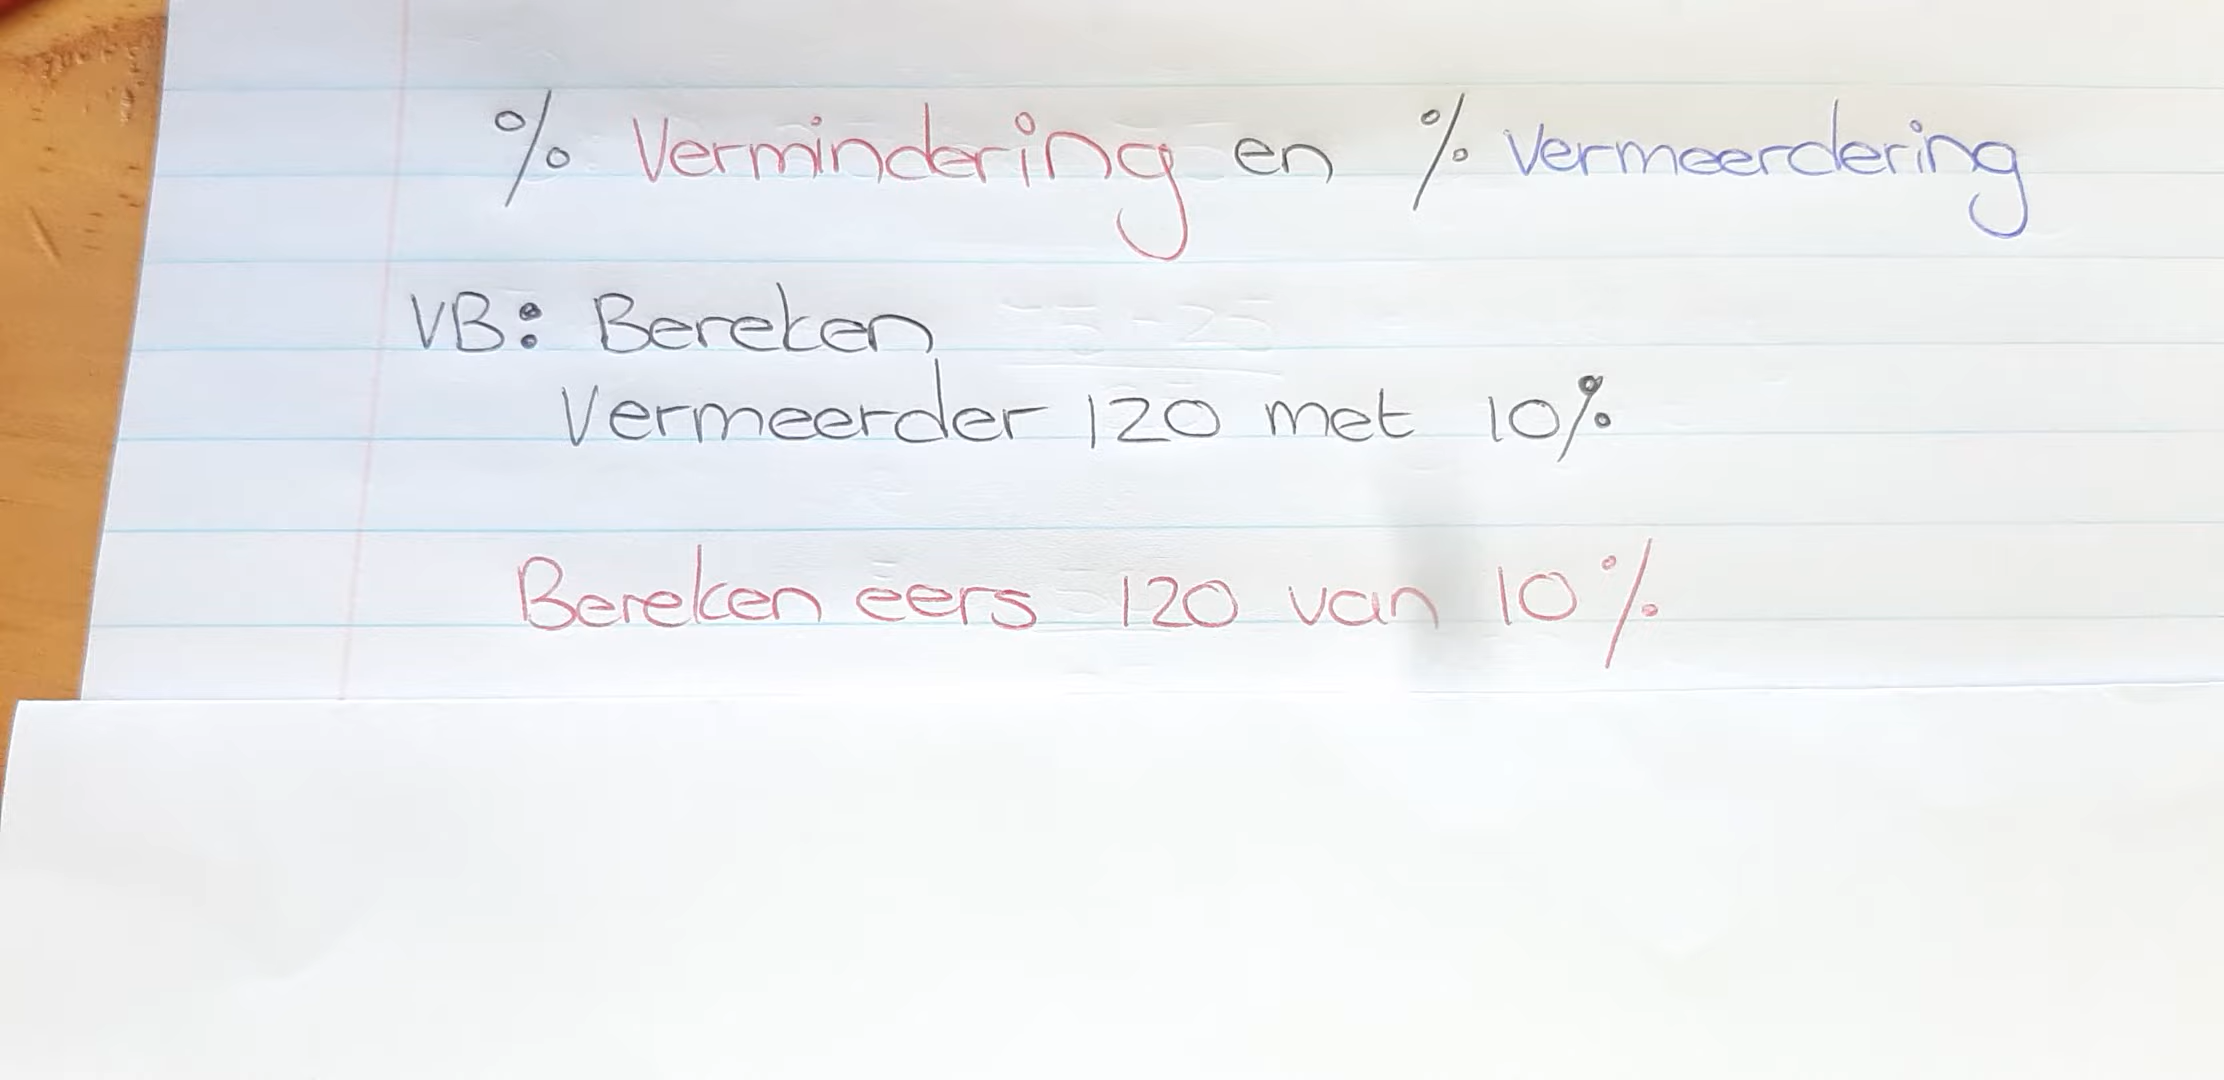 % Vermindering en % Vermeerdering
VB: Bereken
Vermeerder 120 met 10%
Bereken eers 120 van 10%